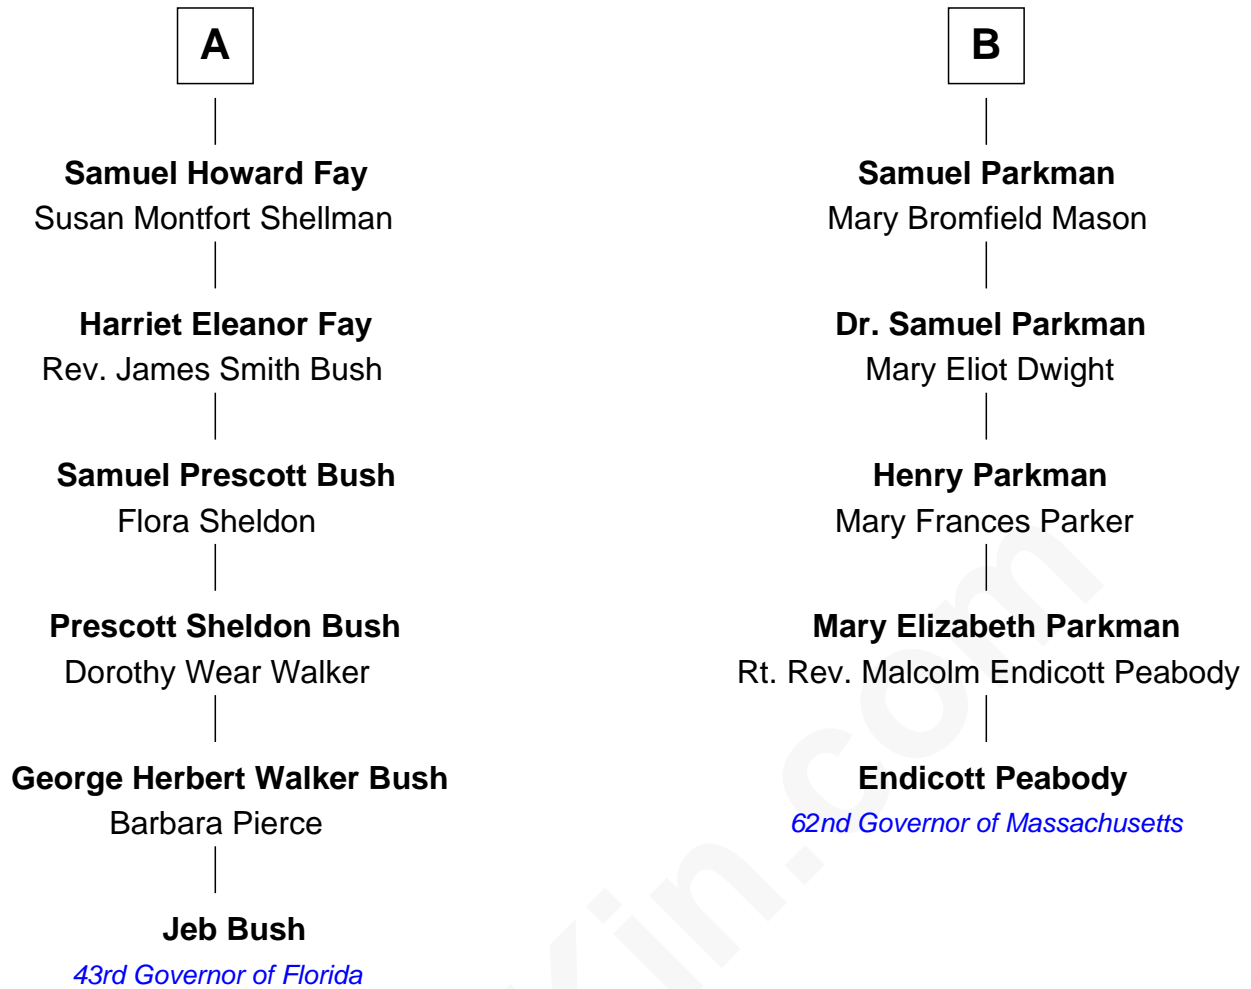 A
Samuel Howard Fay
Susan Montfort Shellman
Harriet Eleanor Fay
Rev. James Smith Bush
Samuel Prescott Bush
Flora Sheldon
Prescott Sheldon Bush
Dorothy Wear Walker
George Herbert Walker Bush
Barbara Pierce
Jeb Bush
43rd Governor of Florida
B
Samuel Parkman
Mary Bromfield Mason
Dr. Samuel Parkman
Mary Eliot Dwight
Henry Parkman
Mary Frances Parker
Mary Elizabeth Parkman
Rt. Rev. Malcolm Endicott Peabody
Endicott Peabody
62nd Governor of Massachusetts